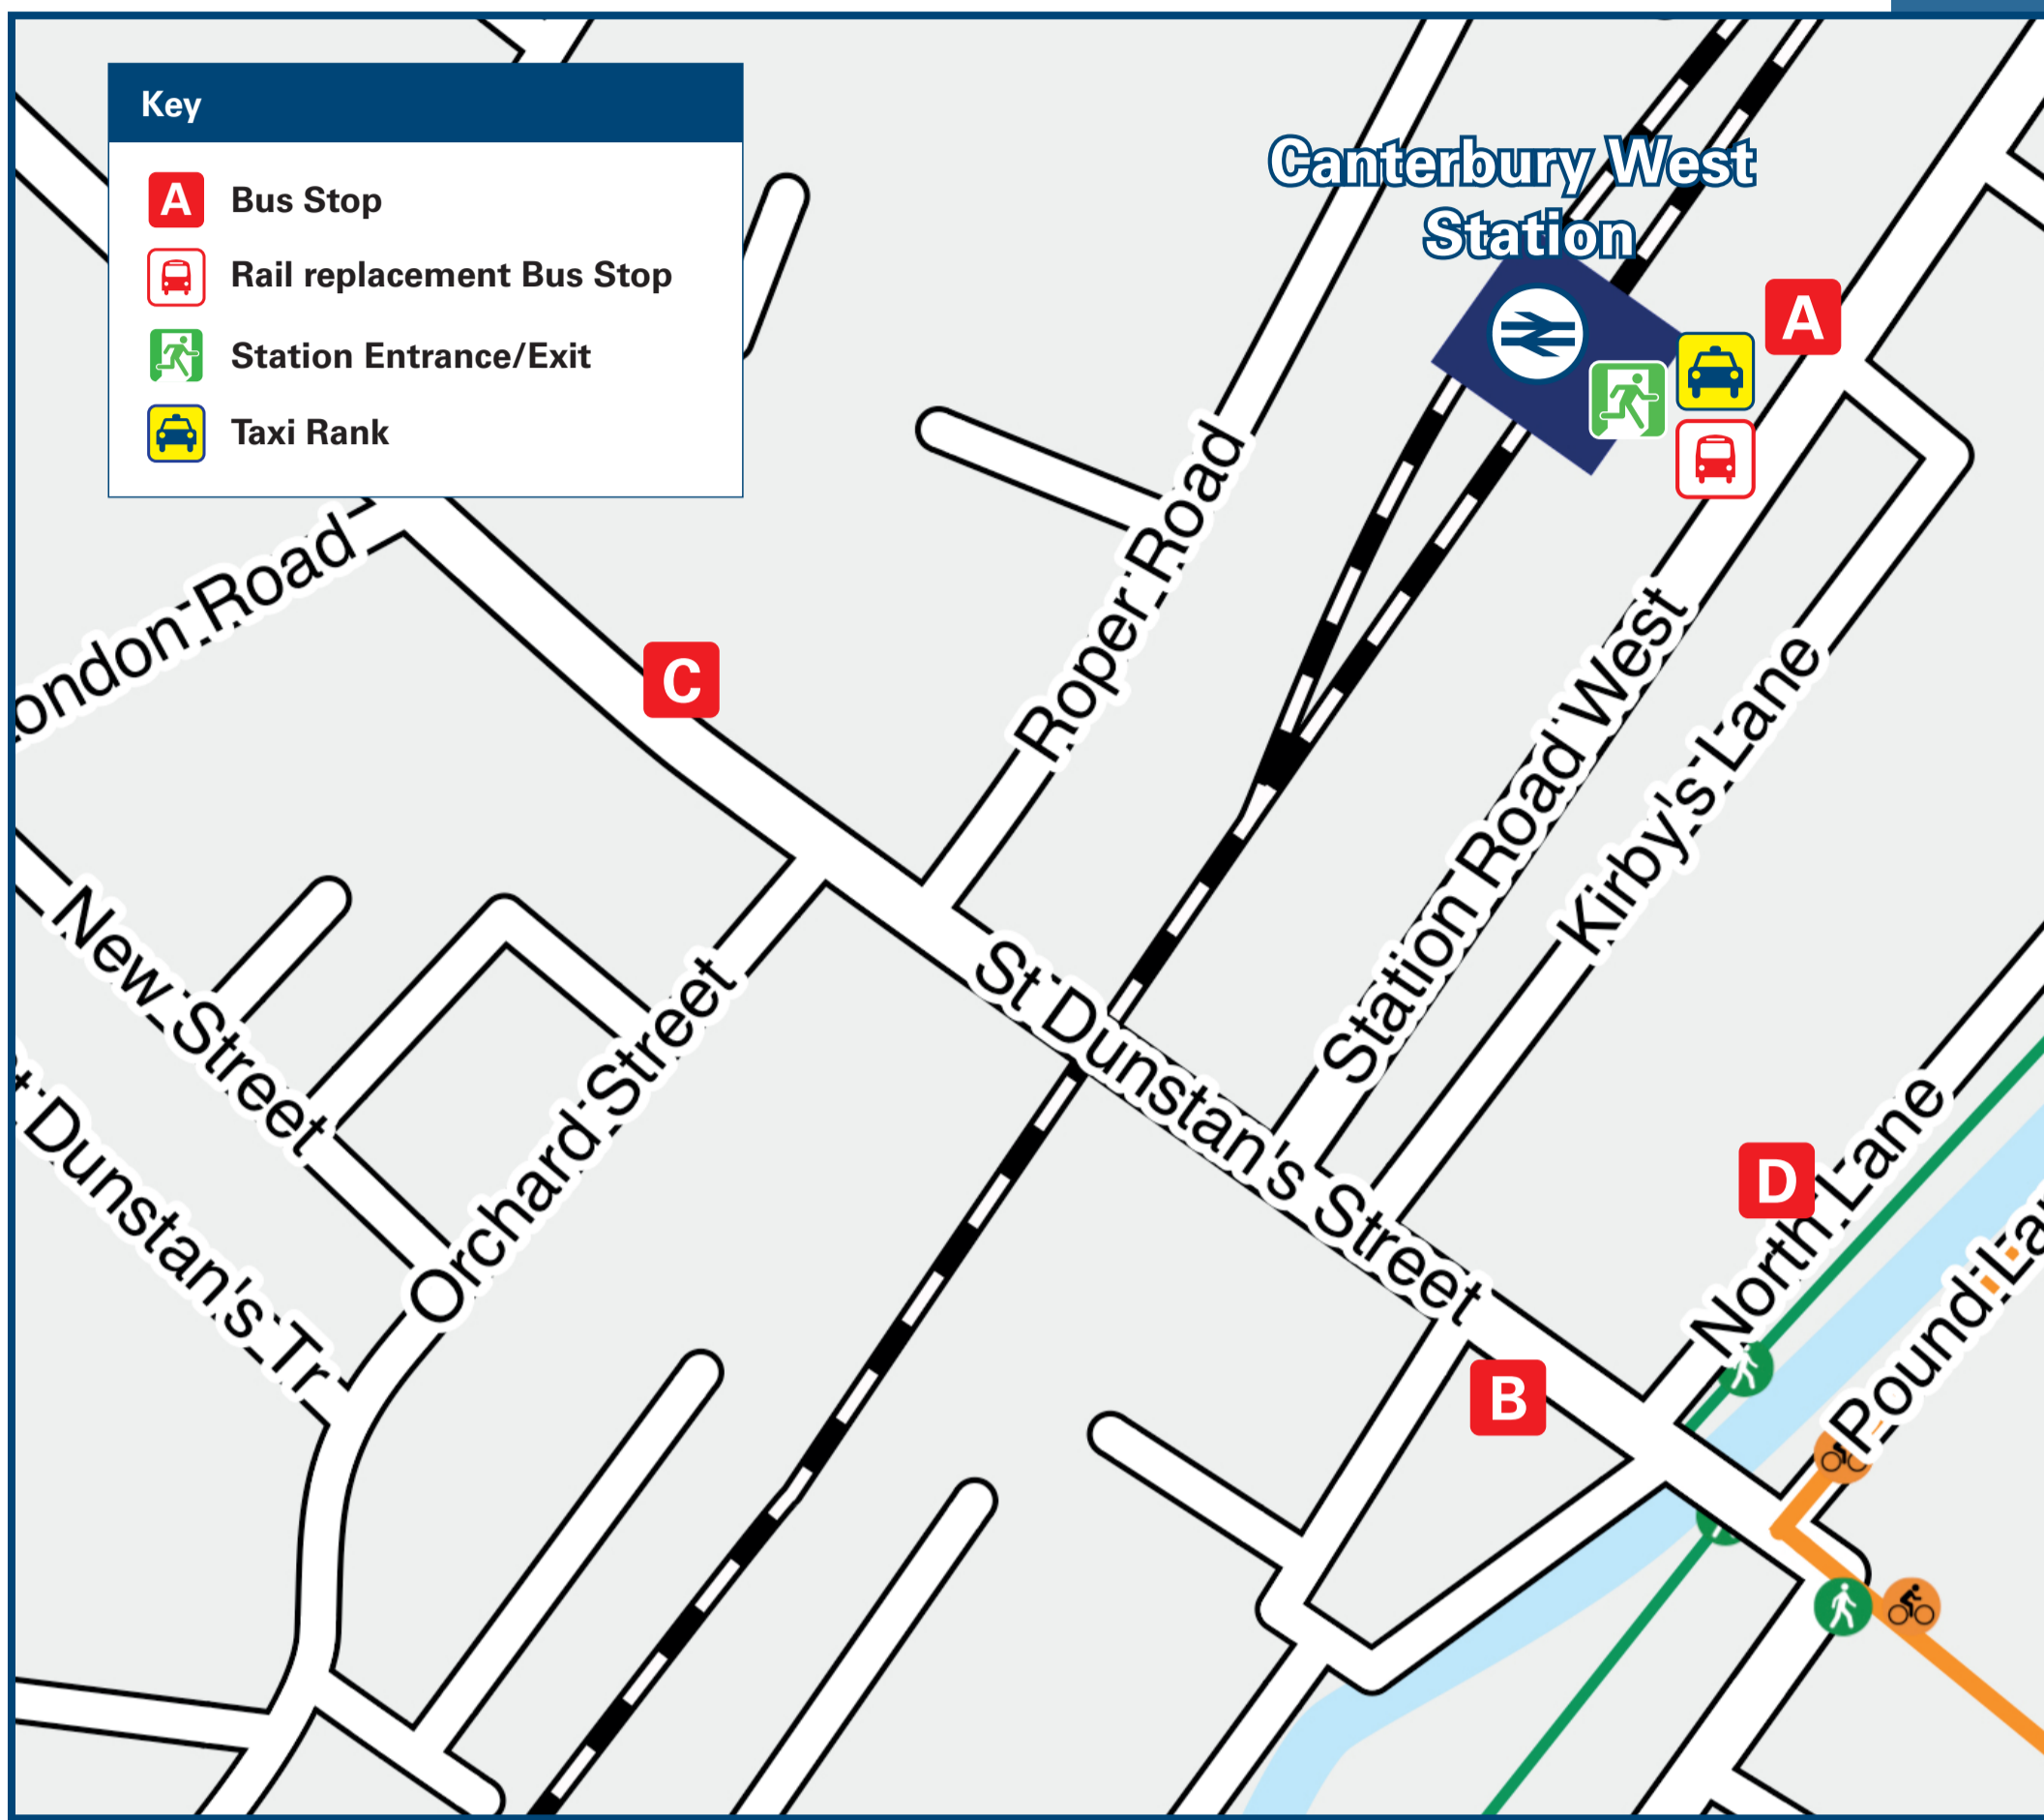 Key
A Bus Stop
Rail replacement Bus Stop
Station Entrance/Exit
Taxi Rank
Canterbury West
Station
A
London Road
C
Roper Road
Station Road West
Kirby's Lane
New Street
Orchard Street
St Dunstan's Street
t Dunstan's Tr
D
North Lane
Pound La
B